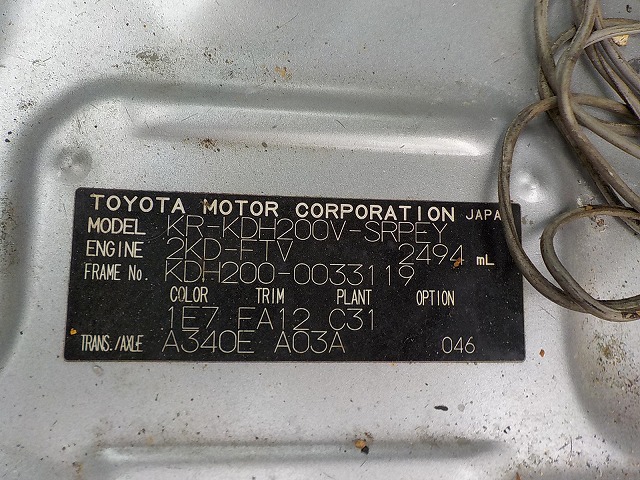 TOYOTA MOTOR CORPORATION JAPAN
MODEL KR-KDH200V-SRPEY
ENGINE 2KD-FTV 2494 mL
FRAME No. KDH200-0033119
COLOR TRIM PLANT OPTION
1E7 FA12 C31
TRANS./AXLE A340E A03A 046